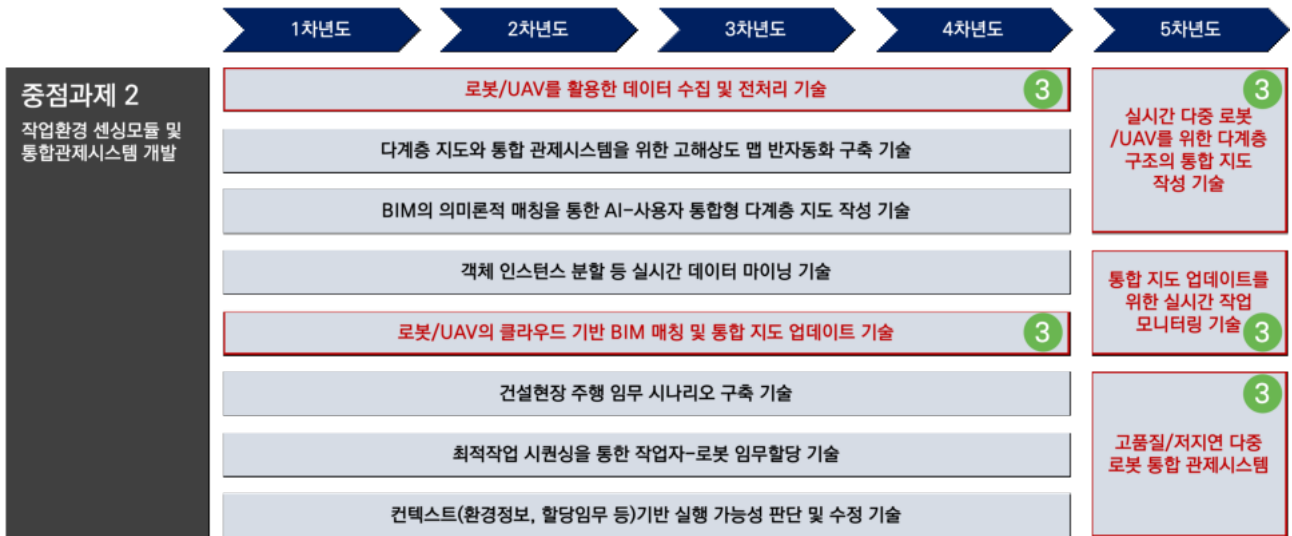 1차년도
2차년도
3차년도
4차년도
5차년도
중점과제 2
작업환경 센싱모듈 및
통합관제시스템 개발
로봇/UAV를 활용한 데이터 수집 및 전처리 기술
3
다계층 지도와 통합 관제시스템을 위한 고해상도 맵 반자동화 구축 기술
BIM의 의미론적 매칭을 통한 AI-사용자 통합형 다계층 지도 작성 기술
객체 인스턴스 분할 등 실시간 데이터 마이닝 기술
로봇/UAV의 클라우드 기반 BIM 매칭 및 통합 지도 업데이트 기술
3
건설현장 주행 임무 시나리오 구축 기술
최적작업 시퀀싱을 통한 작업자-로봇 임무할당 기술
컨텍스트(환경정보, 할당임무 등)기반 실행 가능성 판단 및 수정 기술
3
실시간 다중 로봇
/UAV를 위한 다계층
구조의 통합 지도
작성 기술
통합 지도 업데이트를
위한 실시간 작업
모니터링 기술
3
3
고품질/저지연 다중
로봇 통합 관제시스템